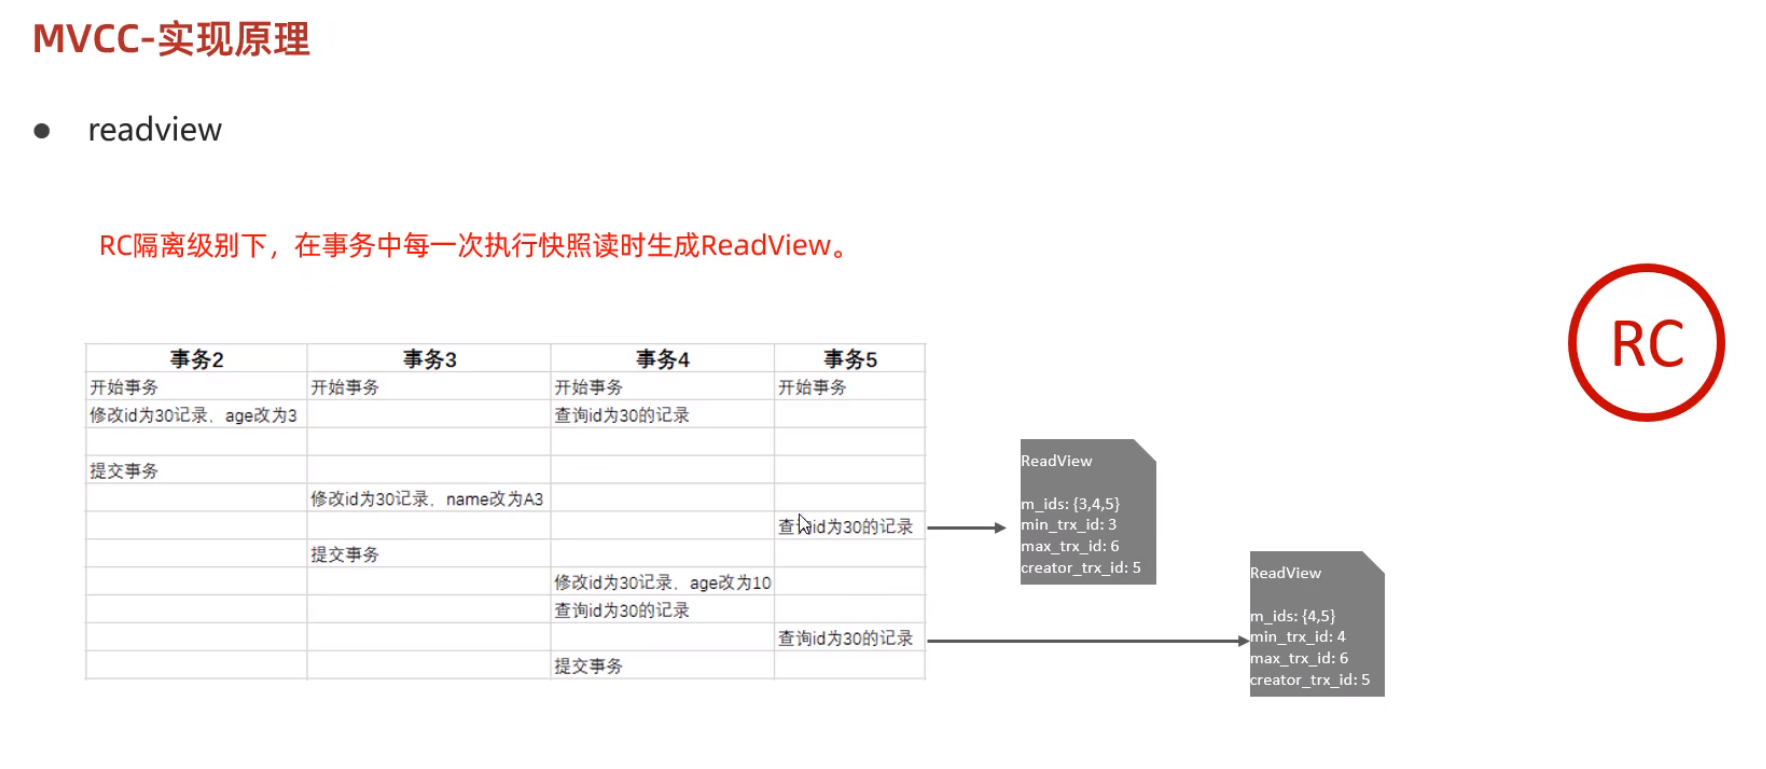 MVCC-实现原理
● readview
RC隔离级别下，在事务中每一次执行快照读时生成ReadView。
RC
事务2 事务3 事务4 事务5
开始事务 开始事务 开始事务 开始事务
修改id为30记录、age改为3 查询id为30的记录
提交事务
修改id为30记录、name改为A3
查询id为30的记录
提交事务
修改id为30记录、age改为10
查询id为30的记录
查询id为30的记录
提交事务
ReadView
m_ids: {3,4,5}
min_trx_id: 3
max_trx_id: 6
creator_trx_id: 5
ReadView
m_ids: {4,5}
min_trx_id: 4
max_trx_id: 6
creator_trx_id: 5